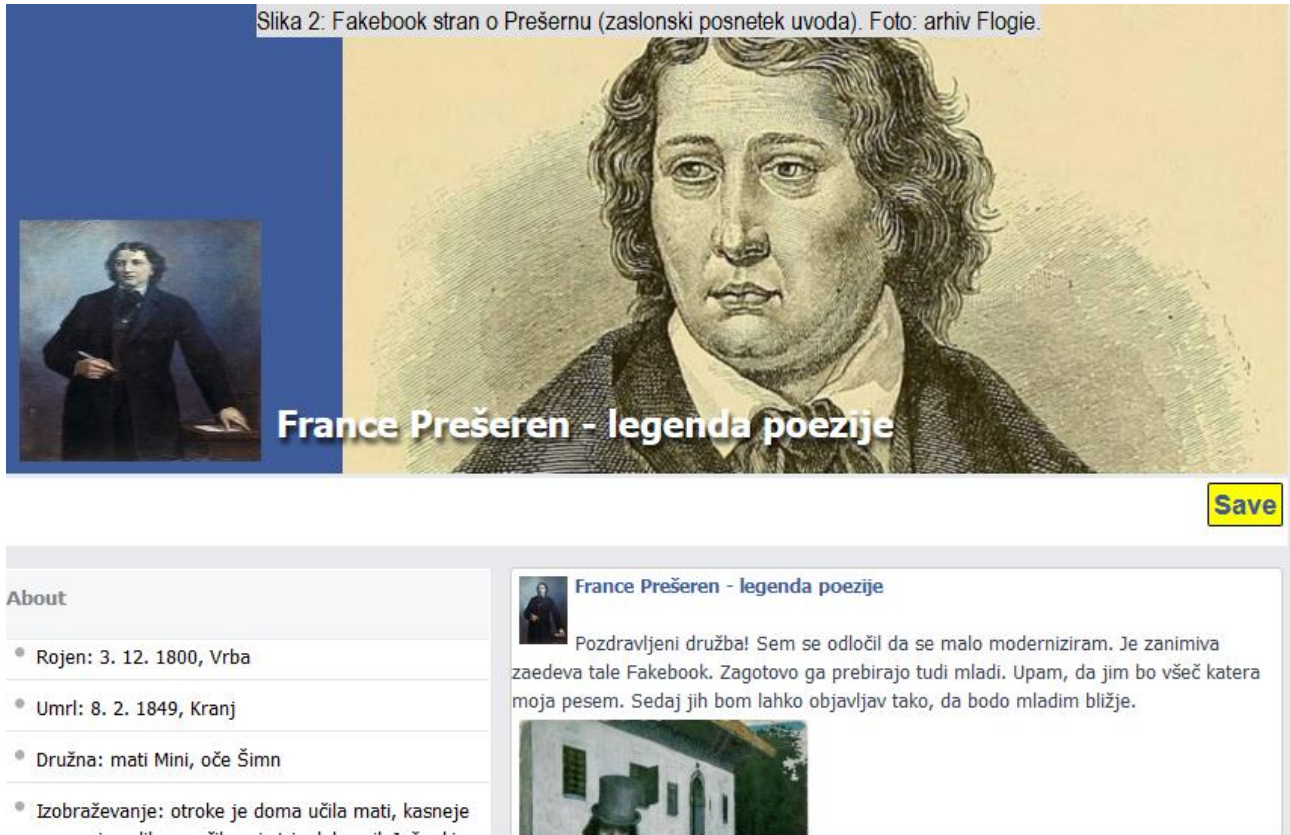 Slika 2: Fakebook stran o Prešernu (zaslonski posnetek uvoda). Foto: arhiv Flogie.
France Prešeren - legenda poezije
Save
About
Rojen: 3. 12. 1800, Vrba
Umrl: 8. 2. 1849, Kranj
Družna: mati Mini, oče Šimn
Izobraževanje: otroke je doma učila mati, kasneje
France Prešeren - legenda poezije
Pozdravljeni družba! Sem se odločil da se malo moderniziram. Je zanimiva
zaedeva tale Fakebook. Zagotovo ga prebirajo tudi mladi. Upam, da jim bo všeč katera
moja pesem. Sedaj jih bom lahko objavljav tako, da bodo mladim bližje.